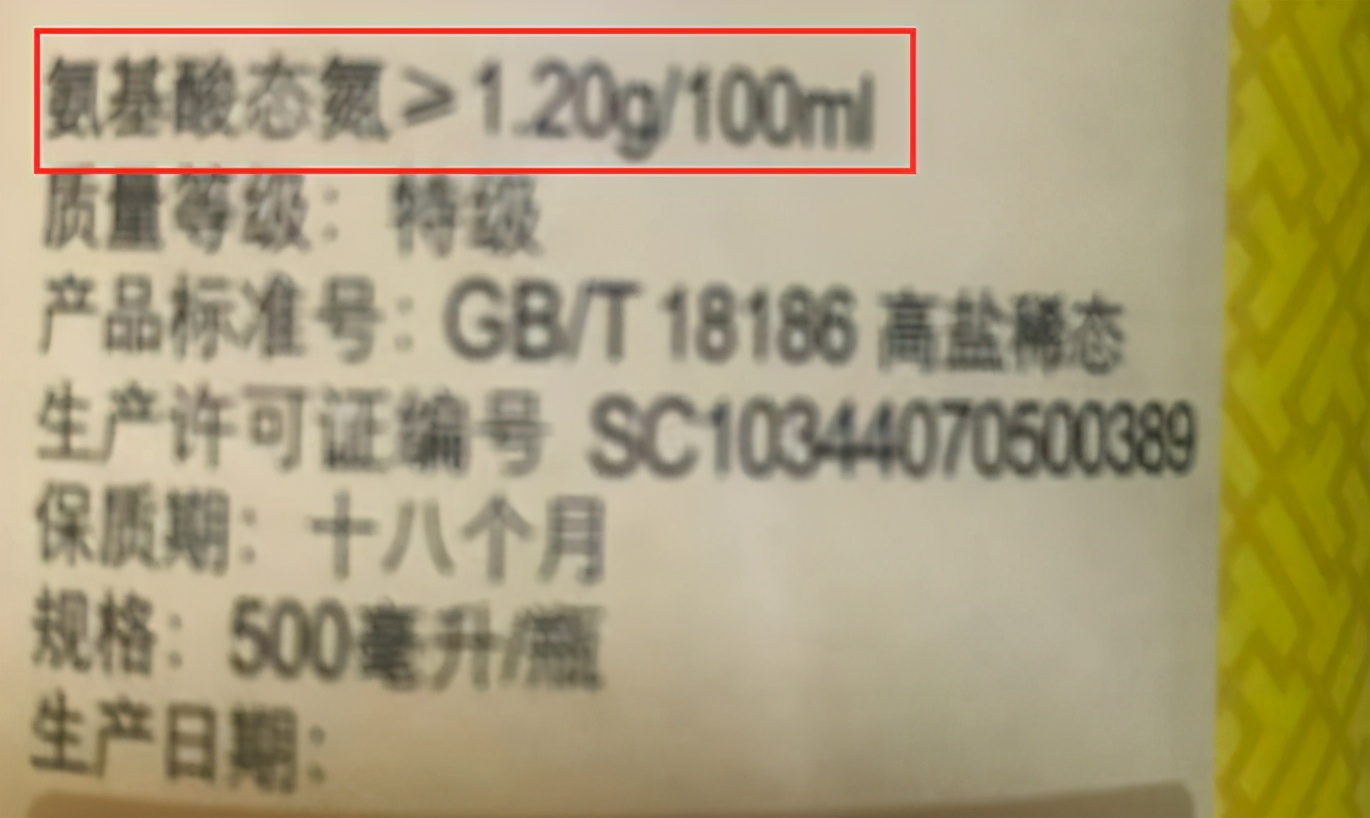 氨基酸态氮≥1.20g/100ml
质量等级：特级
产品标准号：GB/T 18186 高盐稀态
生产许可证编号 SC10344070500389
保质期：十八个月
规格：500毫升/瓶
生产日期：